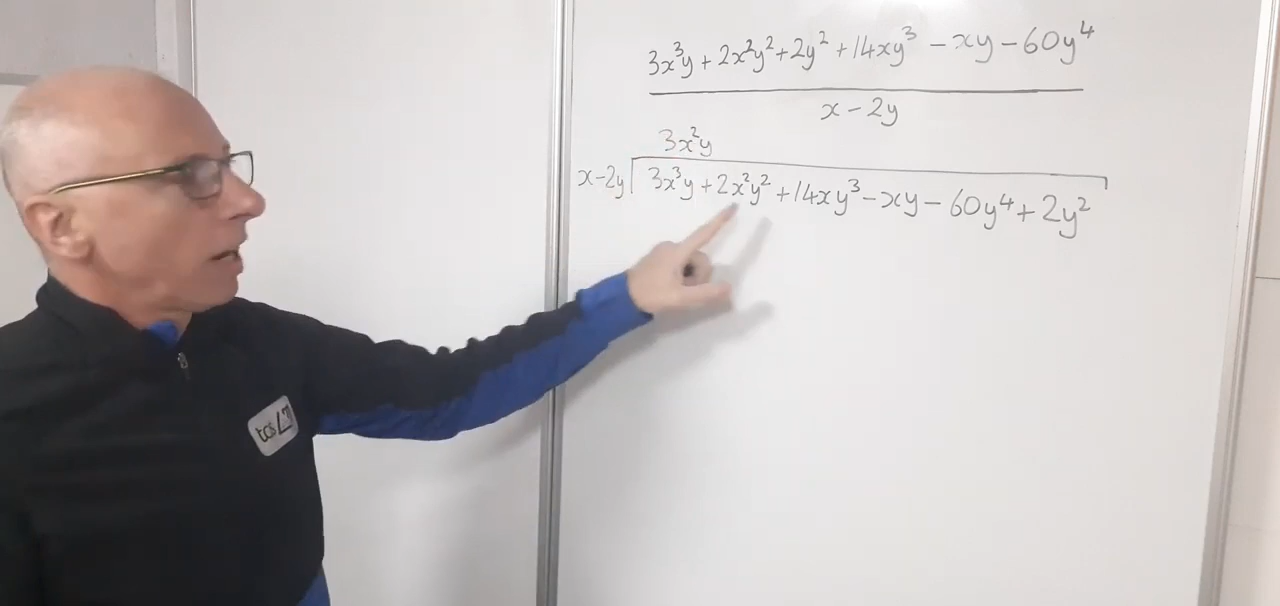 3x³y + 2x²y² + 2y² + 14xy³ - xy - 60y⁴
x - 2y
3x²y
x-2y 3x³y + 2x²y² + 14xy³ - xy - 60y⁴ + 2y²